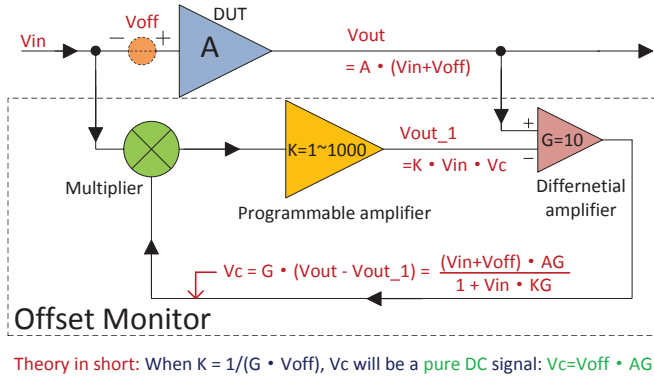 Vin
Voff
− +
DUT
A
Vout
= A • (Vin+Voff)
Multiplier
K=1~1000
Programmable amplifier
Vout_1
=K • Vin • Vc
+
−
G=10
Differnetial
amplifier
Vc = G • (Vout - Vout_1) = (Vin+Voff) • AG
1 + Vin • KG
Offset Monitor
Theory in short: When K = 1/(G • Voff), Vc will be a pure DC signal: Vc=Voff • AG